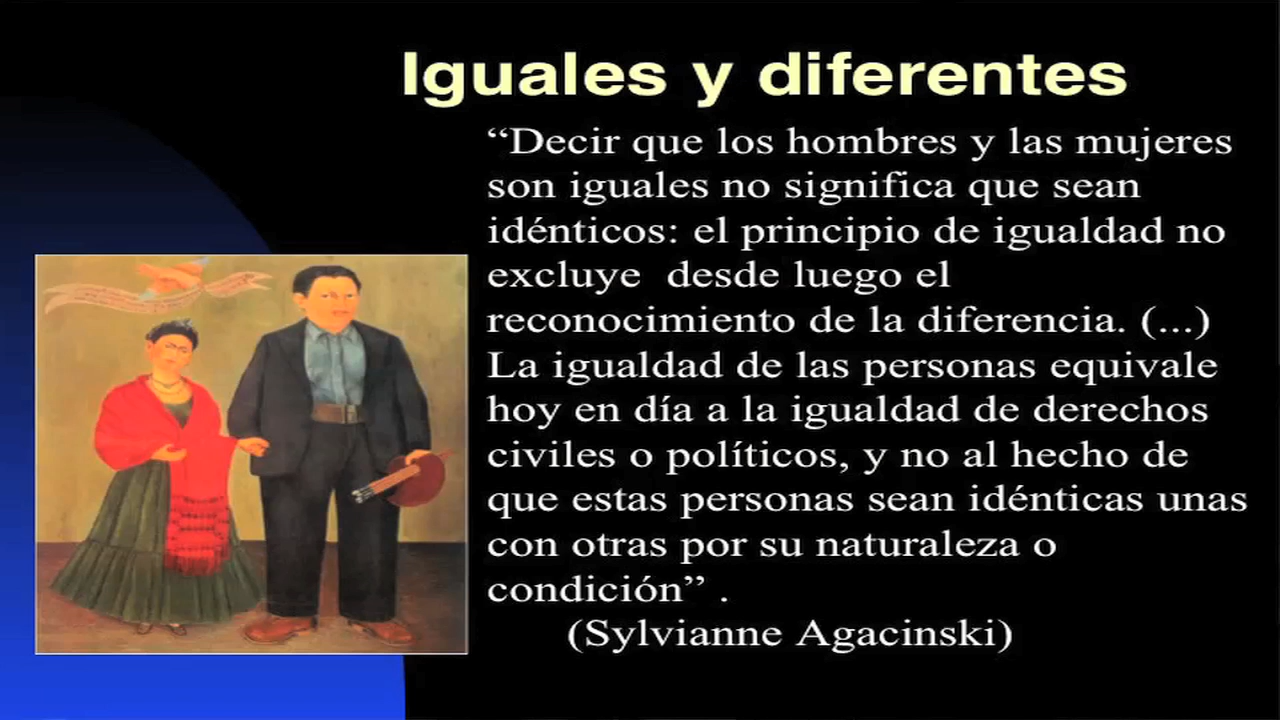 Iguales y diferentes
“Decir que los hombres y las mujeres
son iguales no significa que sean
idénticos: el principio de igualdad no
excluye  desde luego el
reconocimiento de la diferencia. (...)
La igualdad de las personas equivale
hoy en día a la igualdad de derechos
civiles o políticos, y no al hecho de
que estas personas sean idénticas unas
con otras por su naturaleza o
condición” .
(Sylvianne Agacinski)